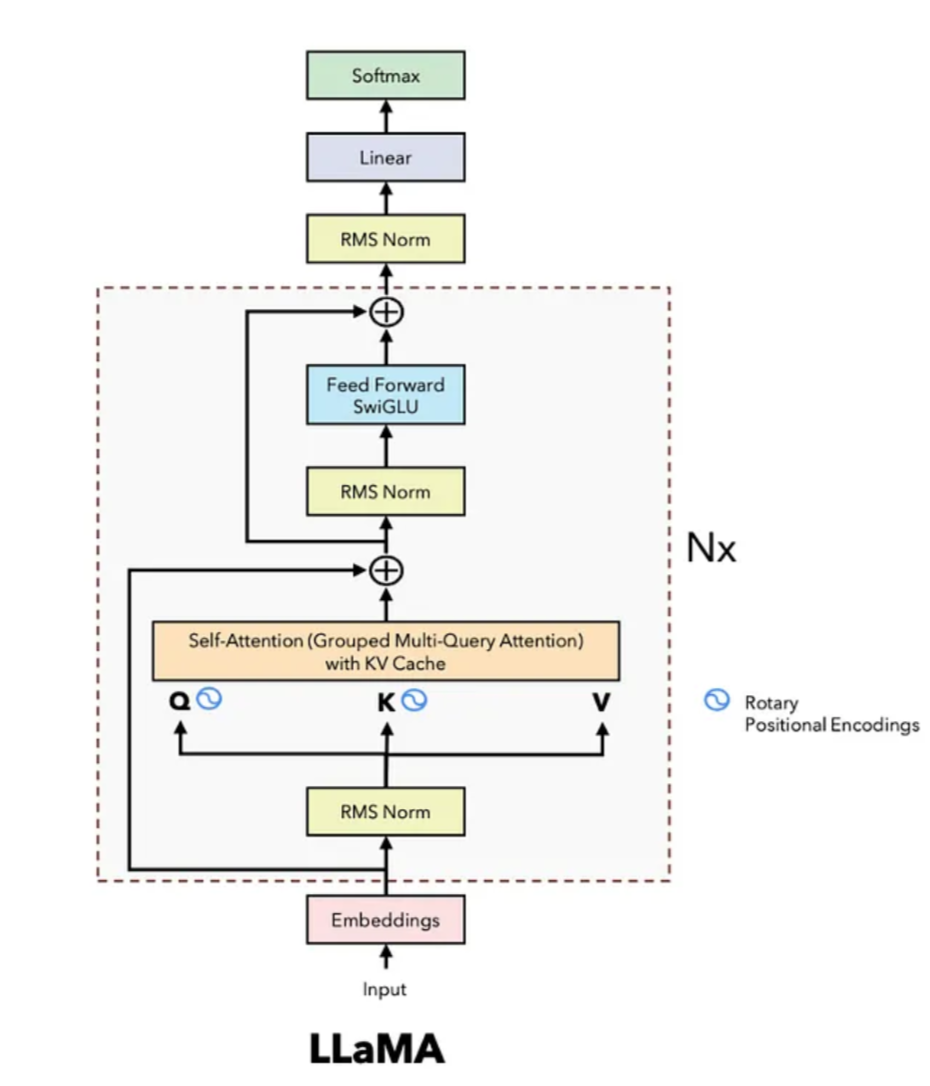 Softmax
Linear
RMS Norm
Feed Forward
SwiGLU
RMS Norm
Nx
Self-Attention (Grouped Multi-Query Attention)
with KV Cache
Q K V
Rotary
Positional Encodings
RMS Norm
Embeddings
Input
LLaMA